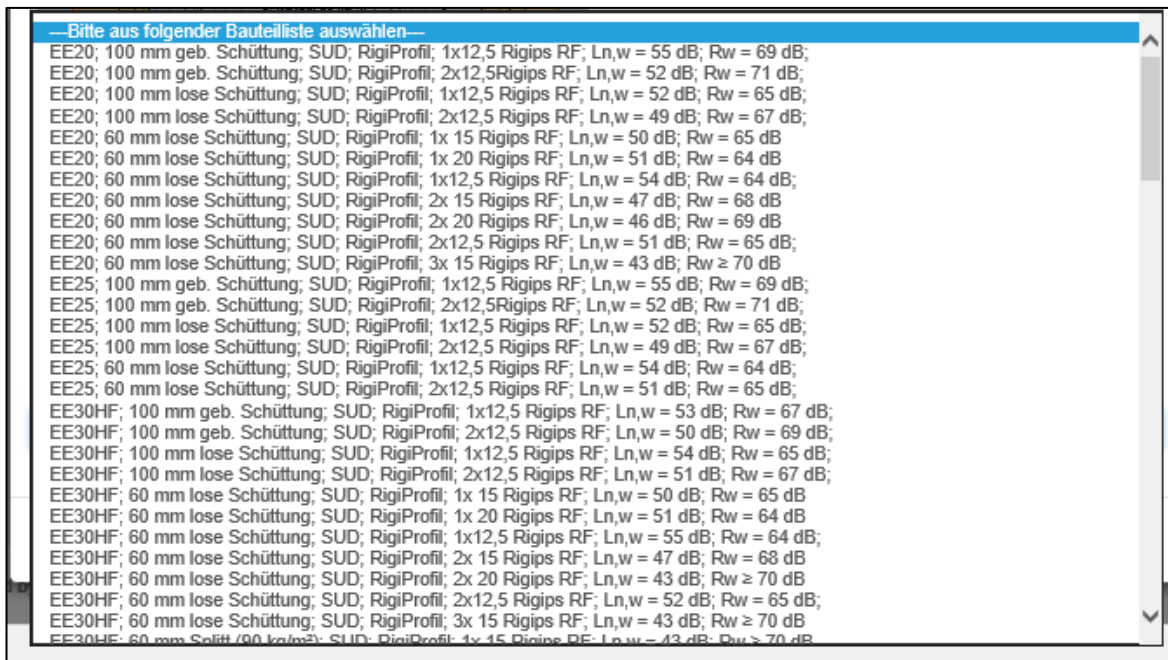 ---Bitte aus folgender Bauteilliste auswählen---
EE20; 100 mm geb. Schüttung; SUD; RigiProfil; 1x12,5 Rigips RF; Ln,w = 55 dB; Rw = 69 dB;
EE20; 100 mm geb. Schüttung; SUD; RigiProfil; 2x12,5Rigips RF; Ln,w = 52 dB; Rw = 71 dB;
EE20; 100 mm lose Schüttung; SUD; RigiProfil; 1x12,5 Rigips RF; Ln,w = 52 dB; Rw = 65 dB;
EE20; 100 mm lose Schüttung; SUD; RigiProfil; 2x12,5 Rigips RF; Ln,w = 49 dB; Rw = 67 dB;
EE20; 60 mm lose Schüttung; SUD; RigiProfil; 1x 15 Rigips RF; Ln,w = 50 dB; Rw = 65 dB
EE20; 60 mm lose Schüttung; SUD; RigiProfil; 1x 20 Rigips RF; Ln,w = 51 dB; Rw = 64 dB
EE20; 60 mm lose Schüttung; SUD; RigiProfil; 1x12,5 Rigips RF; Ln,w = 54 dB; Rw = 64 dB;
EE20; 60 mm lose Schüttung; SUD; RigiProfil; 2x 15 Rigips RF; Ln,w = 47 dB; Rw = 68 dB
EE20; 60 mm lose Schüttung; SUD; RigiProfil; 2x 20 Rigips RF; Ln,w = 46 dB; Rw = 69 dB
EE20; 60 mm lose Schüttung; SUD; RigiProfil; 2x12,5 Rigips RF; Ln,w = 51 dB; Rw = 65 dB;
EE20; 60 mm lose Schüttung; SUD; RigiProfil; 3x 15 Rigips RF; Ln,w = 43 dB; Rw ≥ 70 dB
EE25; 100 mm geb. Schüttung; SUD; RigiProfil; 1x12,5 Rigips RF; Ln,w = 55 dB; Rw = 69 dB;
EE25; 100 mm geb. Schüttung; SUD; RigiProfil; 2x12,5Rigips RF; Ln,w = 52 dB; Rw = 71 dB;
EE25; 100 mm lose Schüttung; SUD; RigiProfil; 1x12,5 Rigips RF; Ln,w = 52 dB; Rw = 65 dB;
EE25; 100 mm lose Schüttung; SUD; RigiProfil; 2x12,5 Rigips RF; Ln,w = 49 dB; Rw = 67 dB;
EE25; 60 mm lose Schüttung; SUD; RigiProfil; 1x12,5 Rigips RF; Ln,w = 54 dB; Rw = 64 dB;
EE25; 60 mm lose Schüttung; SUD; RigiProfil; 2x12,5 Rigips RF; Ln,w = 51 dB; Rw = 65 dB;
EE30HF; 100 mm geb. Schüttung; SUD; RigiProfil; 1x12,5 Rigips RF; Ln,w = 53 dB; Rw = 67 dB;
EE30HF; 100 mm geb. Schüttung; SUD; RigiProfil; 2x12,5 Rigips RF; Ln,w = 50 dB; Rw = 69 dB;
EE30HF; 100 mm lose Schüttung; SUD; RigiProfil; 1x12,5 Rigips RF; Ln,w = 54 dB; Rw = 65 dB;
EE30HF; 100 mm lose Schüttung; SUD; RigiProfil; 2x12,5 Rigips RF; Ln,w = 51 dB; Rw = 67 dB;
EE30HF; 60 mm lose Schüttung; SUD; RigiProfil; 1x 15 Rigips RF; Ln,w = 50 dB; Rw = 65 dB
EE30HF; 60 mm lose Schüttung; SUD; RigiProfil; 1x 20 Rigips RF; Ln,w = 51 dB; Rw = 64 dB
EE30HF; 60 mm lose Schüttung; SUD; RigiProfil; 1x12,5 Rigips RF; Ln,w = 55 dB; Rw = 64 dB;
EE30HF; 60 mm lose Schüttung; SUD; RigiProfil; 2x 15 Rigips RF; Ln,w = 47 dB; Rw = 68 dB
EE30HF; 60 mm lose Schüttung; SUD; RigiProfil; 2x 20 Rigips RF; Ln,w = 43 dB; Rw ≥ 70 dB
EE30HF; 60 mm lose Schüttung; SUD; RigiProfil; 2x12,5 Rigips RF; Ln,w = 52 dB; Rw = 65 dB;
EE30HF; 60 mm lose Schüttung; SUD; RigiProfil; 3x 15 Rigips RF; Ln,w = 43 dB; Rw ≥ 70 dB
EE30HF; 60 mm Splitt (90 kg/m²); SUD; RigiProfil; 1x 15 Rigips RF; Ln,w = 43 dB; Rw ≥ 70 dB